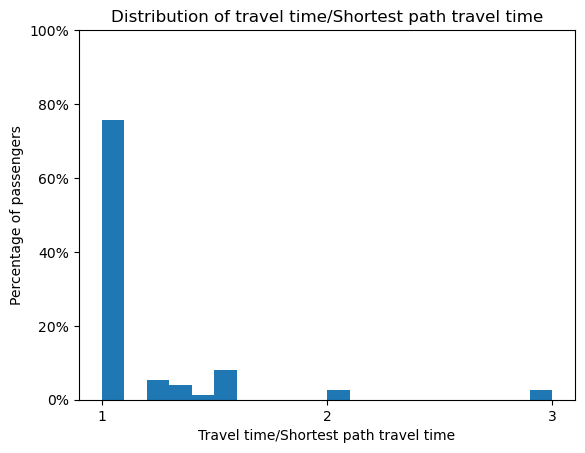 Distribution of travel time/Shortest path travel time
100%
80%
60%
40%
20%
0%
Percentage of passengers
1 2 3
Travel time/Shortest path travel time